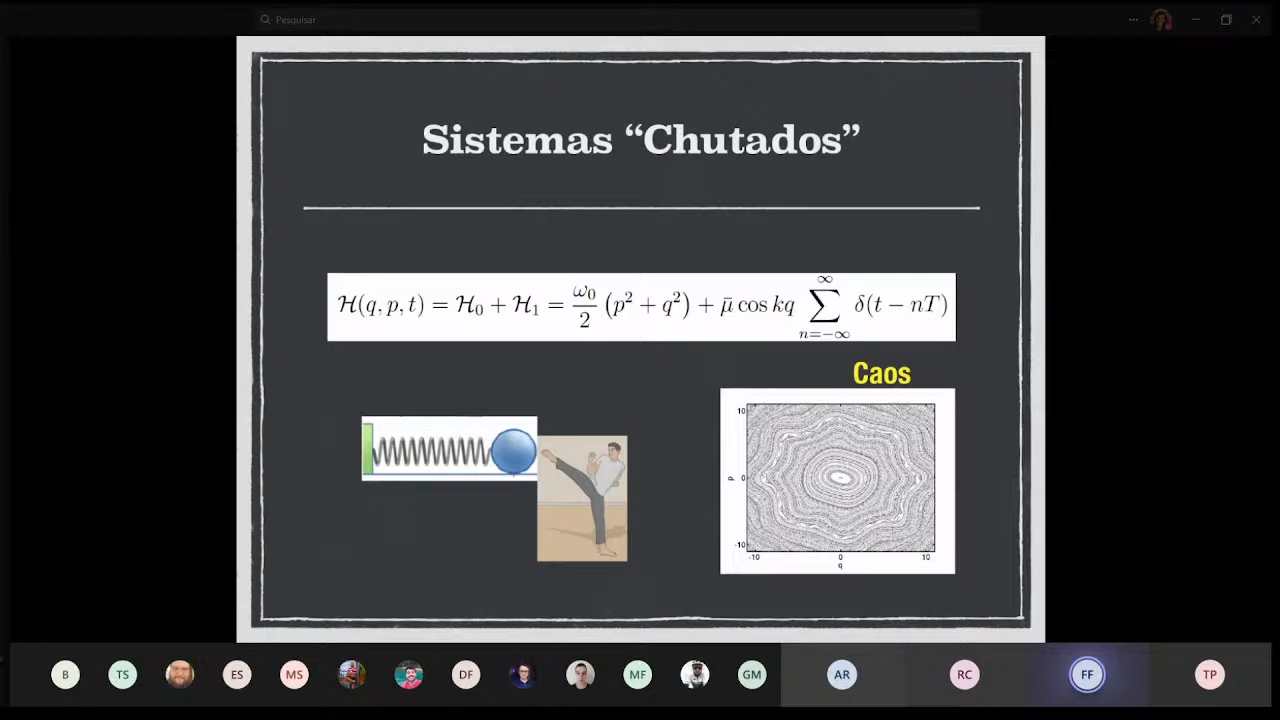 Pesquisar
Sistemas “Chutados”
ℋ(q, p, t) = ℋ₀ + ℋ₁ = ω₀/2 (p² + q²) + μ̄ cos kq ∑_{n=−∞}^{∞} δ(t − nT)
Caos
10
p 0
-10
-10 0 10
q
B TS ES MS DF MF GM AR RC FF TP